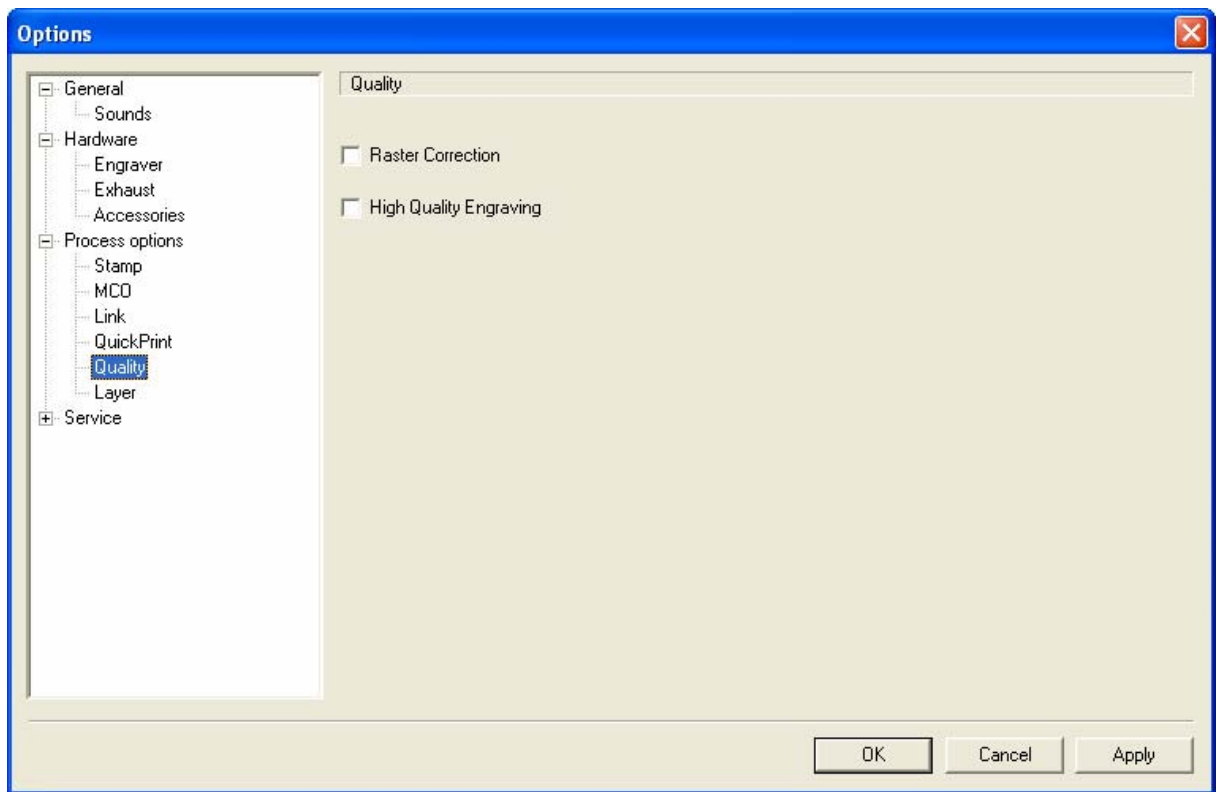 Options
General
Sounds
Hardware
Engraver
Exhaust
Accessories
Process options
Stamp
MCO
Link
QuickPrint
Quality
Layer
Service
Quality
Raster Correction
High Quality Engraving
OK
Cancel
Apply